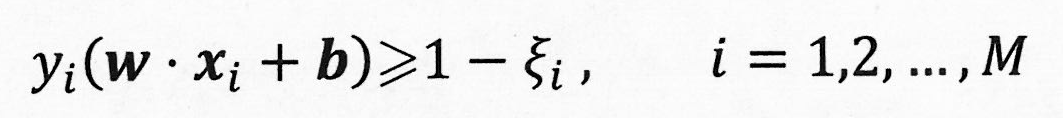 yᵢ(w · xᵢ + b)⩾1 − ξᵢ ,    i = 1,2, … , M